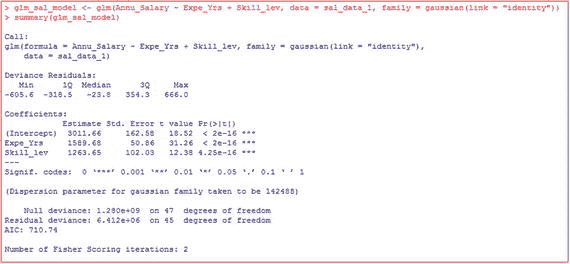 > glm_sal_model <- glm(Annu_Salary ~ Expe_Yrs + Skill_lev, data = sal_data_1, family = gaussian(link = "identity"))
> summary(glm_sal_model)
Call:
glm(formula = Annu_Salary ~ Expe_Yrs + Skill_lev, family = gaussian(link = "identity"),
data = sal_data_1)
Deviance Residuals:
Min 1Q Median 3Q Max
-605.6 -318.5 -23.8 354.3 666.0
Coefficients:
Estimate Std. Error t value Pr(>|t|)
(Intercept) 3011.66 162.58 18.52 < 2e-16 ***
Expe_Yrs 1589.68 50.86 31.26 < 2e-16 ***
Skill_lev 1263.65 102.03 12.38 4.25e-16 ***
---
Signif. codes: 0 ‘***’ 0.001 ‘**’ 0.01 ‘*’ 0.05 ‘.’ 0.1 ‘ ’ 1
(Dispersion parameter for gaussian family taken to be 142488)
Null deviance: 1.280e+09 on 47 degrees of freedom
Residual deviance: 6.412e+06 on 45 degrees of freedom
AIC: 710.74
Number of Fisher Scoring iterations: 2